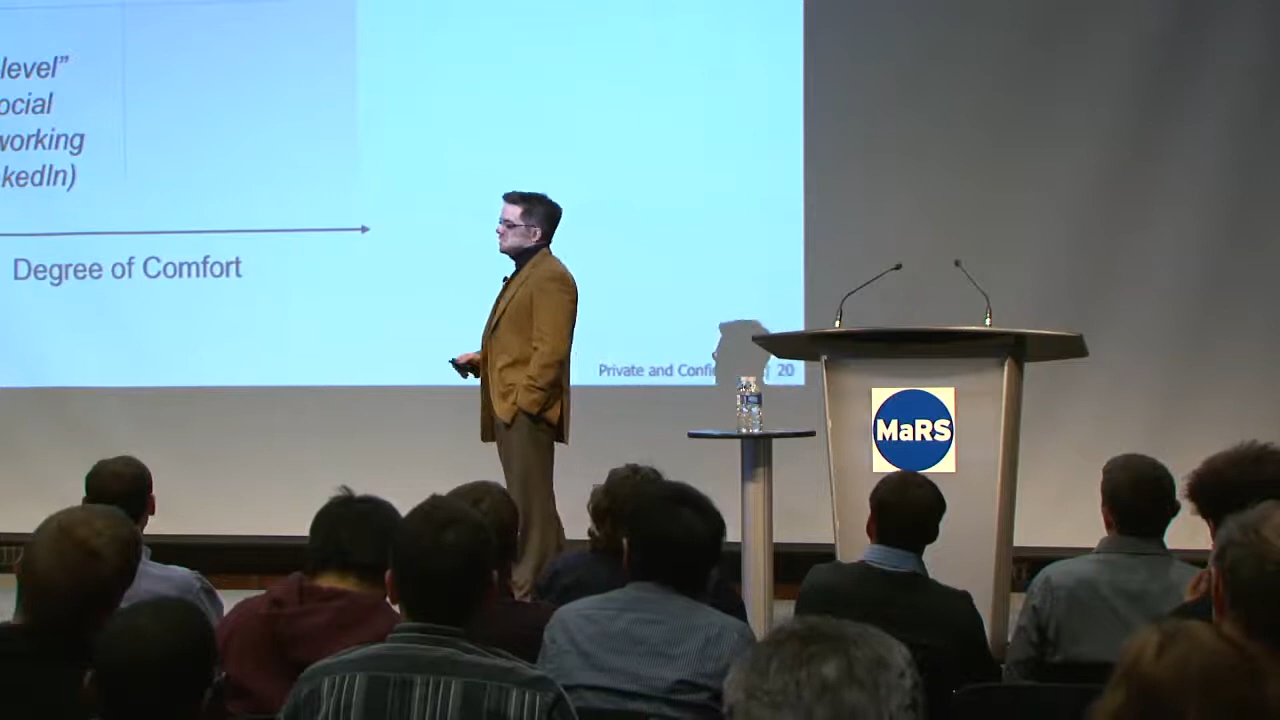 level”
ocial
working
kedIn)
Degree of Comfort
Private and Confi 20
MaRS